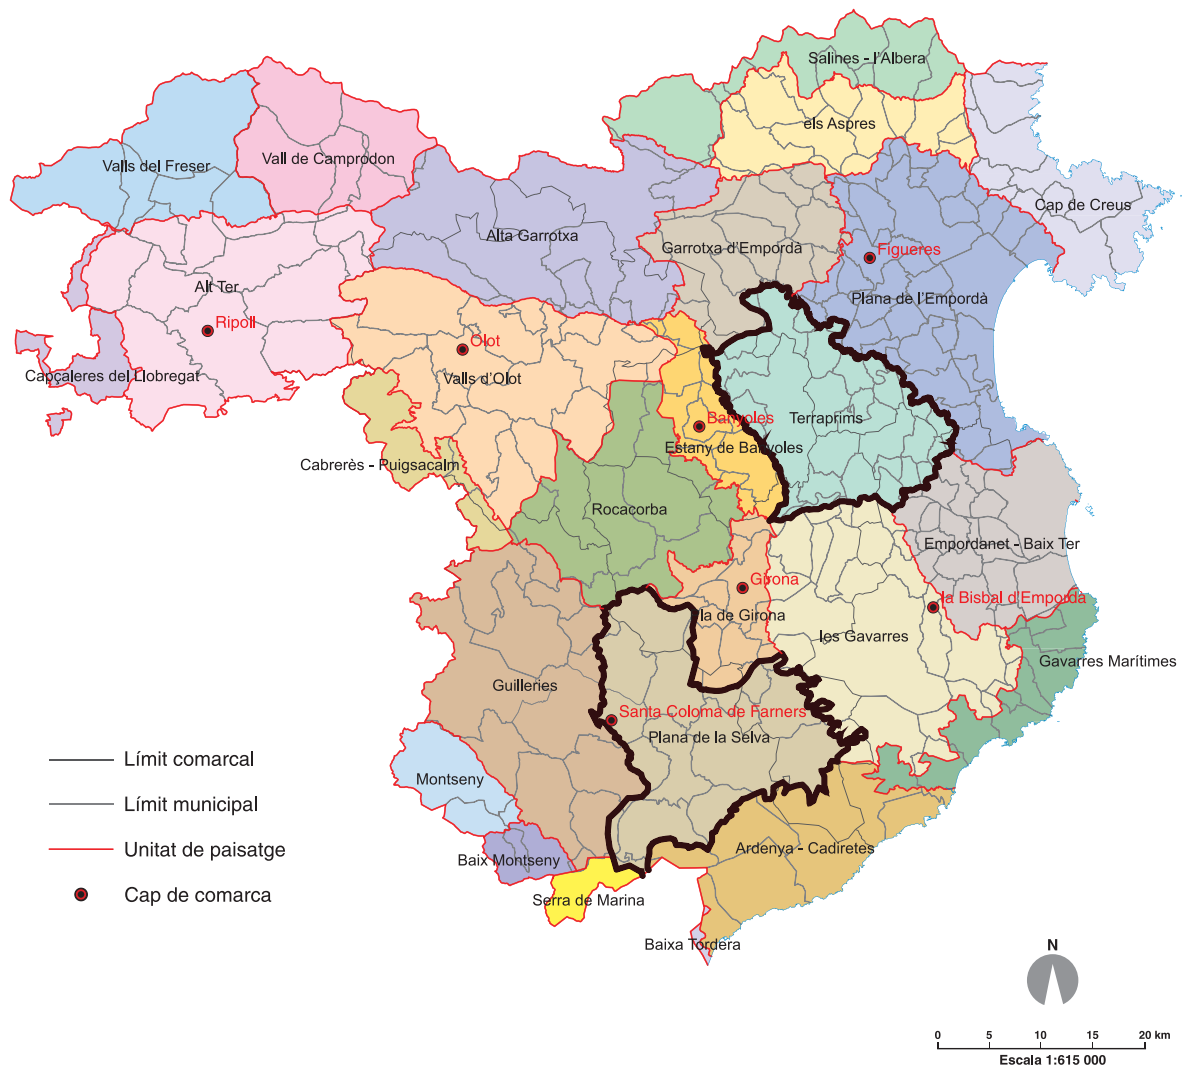 Salines - l'Albera
els Aspres
Vall de Camprodon
Valls del Freser
Cap de Creus
Alta Garrotxa
Garrotxa d'Empordà
Figueres
Alt Ter
Plana de l'Empordà
Ripoll
Olot
Capçaleres del Llobregat
Valls d'Olot
Banyoles
Terraprims
Estany de Banyoles
Cabrerès - Puigsacalm
Rocacorba
Empordanet - Baix Ter
Girona
la Bisbal d'Empordà
Pla de Girona
les Gavarres
Gavarres Marítimes
Guilleries
Santa Coloma de Farners
Plana de la Selva
Límit comarcal
Montseny
Límit municipal
Unitat de paisatge
Ardenya - Cadiretes
Baix Montseny
Cap de comarca
Serra de Marina
Baixa Tordera
N
0 5 10 15 20 km
Escala 1:615 000